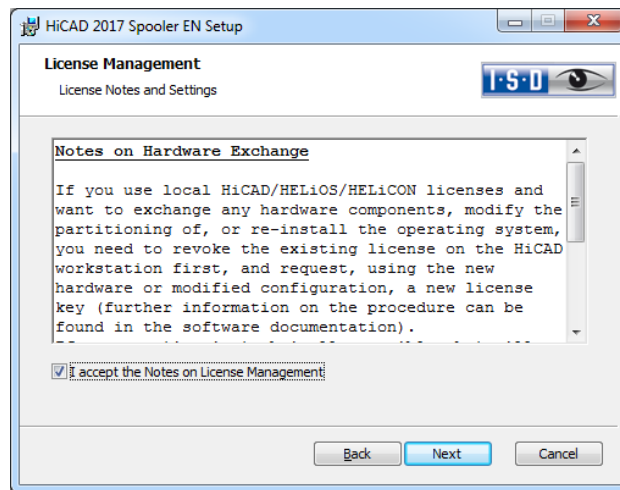 HiCAD 2017 Spooler EN Setup
License Management
License Notes and Settings
I·S·D
Notes on Hardware Exchange
If you use local HiCAD/HELiOS/HELiCON licenses and
want to exchange any hardware components, modify the
partitioning of, or re-install the operating system,
you need to revoke the existing license on the HiCAD
workstation first, and request, using the new
hardware or modified configuration, a new license
key (further information on the procedure can be
found in the software documentation).
I accept the Notes on License Management
Back
Next
Cancel